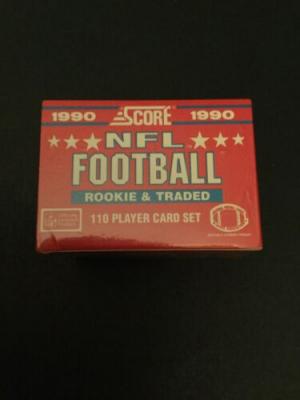 1990 SCORE 1990
NFL
FOOTBALL
ROOKIE & TRADED
110 PLAYER CARD SET